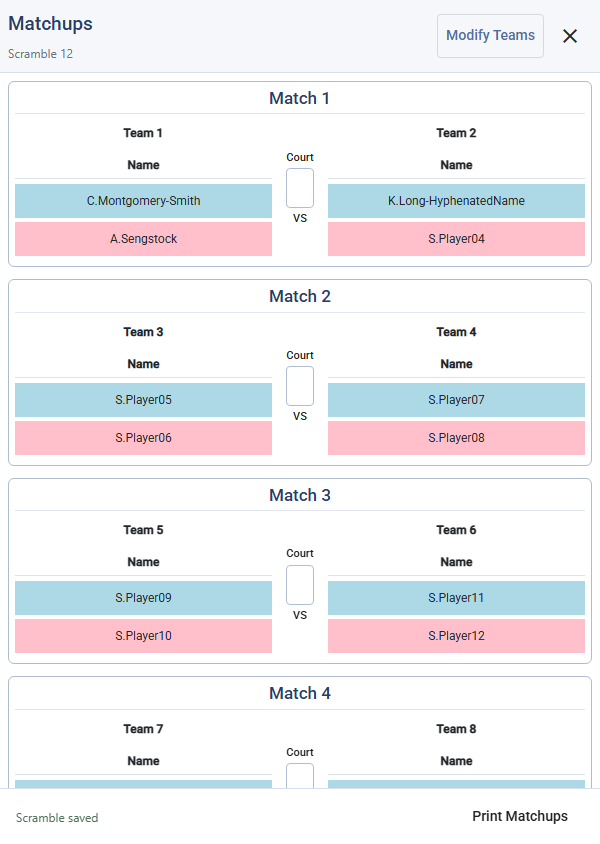 Matchups
Scramble 12
Modify Teams
Match 1
Team 1
Team 2
Court
Name
Name
C.Montgomery-Smith
K.Long-HyphenatedName
VS
A.Sengstock
S.Player04
Match 2
Team 3
Team 4
Court
Name
Name
S.Player05
S.Player07
VS
S.Player06
S.Player08
Match 3
Team 5
Team 6
Court
Name
Name
S.Player09
S.Player11
VS
S.Player10
S.Player12
Match 4
Team 7
Team 8
Court
Name
Name
Scramble saved
Print Matchups